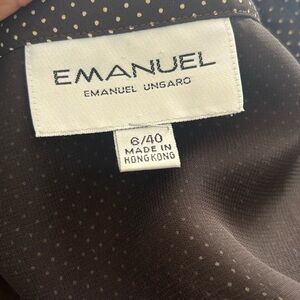 EMANUEL
EMANUEL UNGARO
6/40
MADE IN
HONG KONG